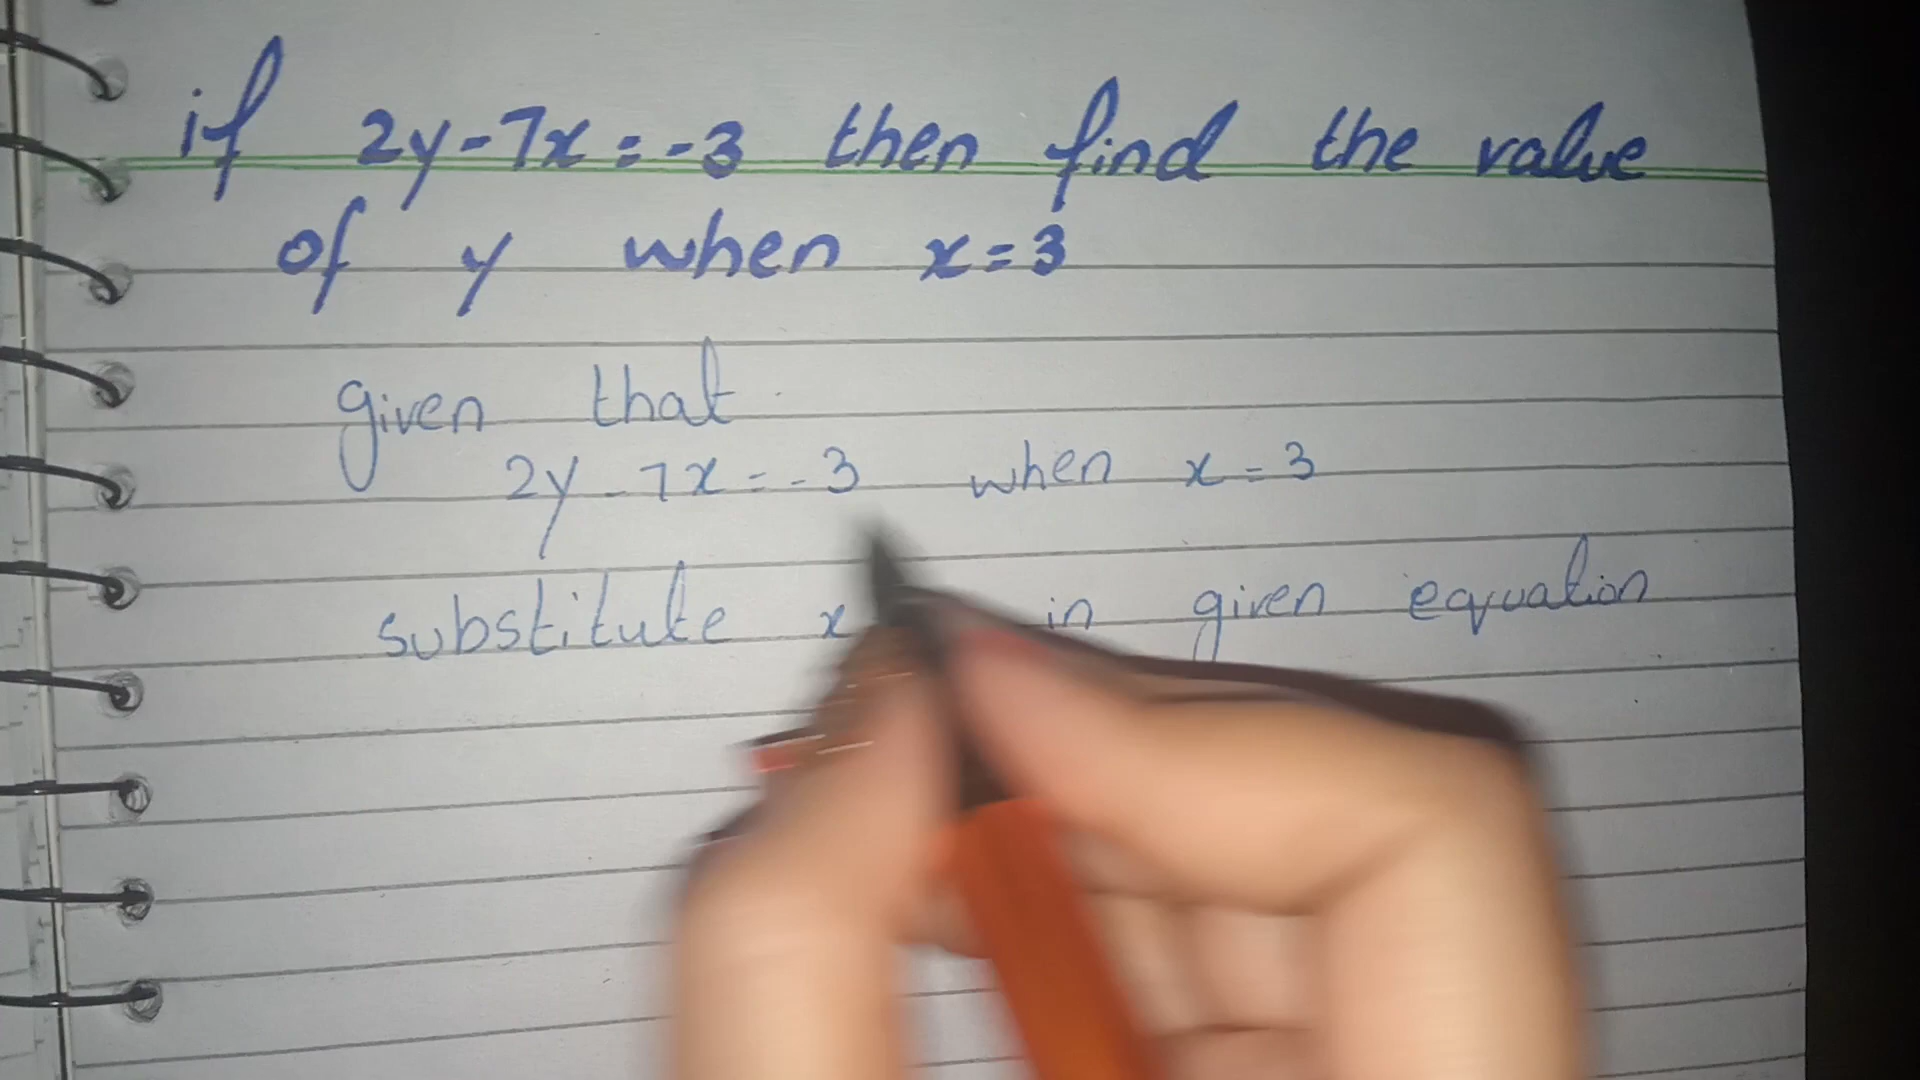 if 2y-7x=-3 then find the value
of y when x=3
given that
2y-7x=-3 when x=3
substitute x in given equation